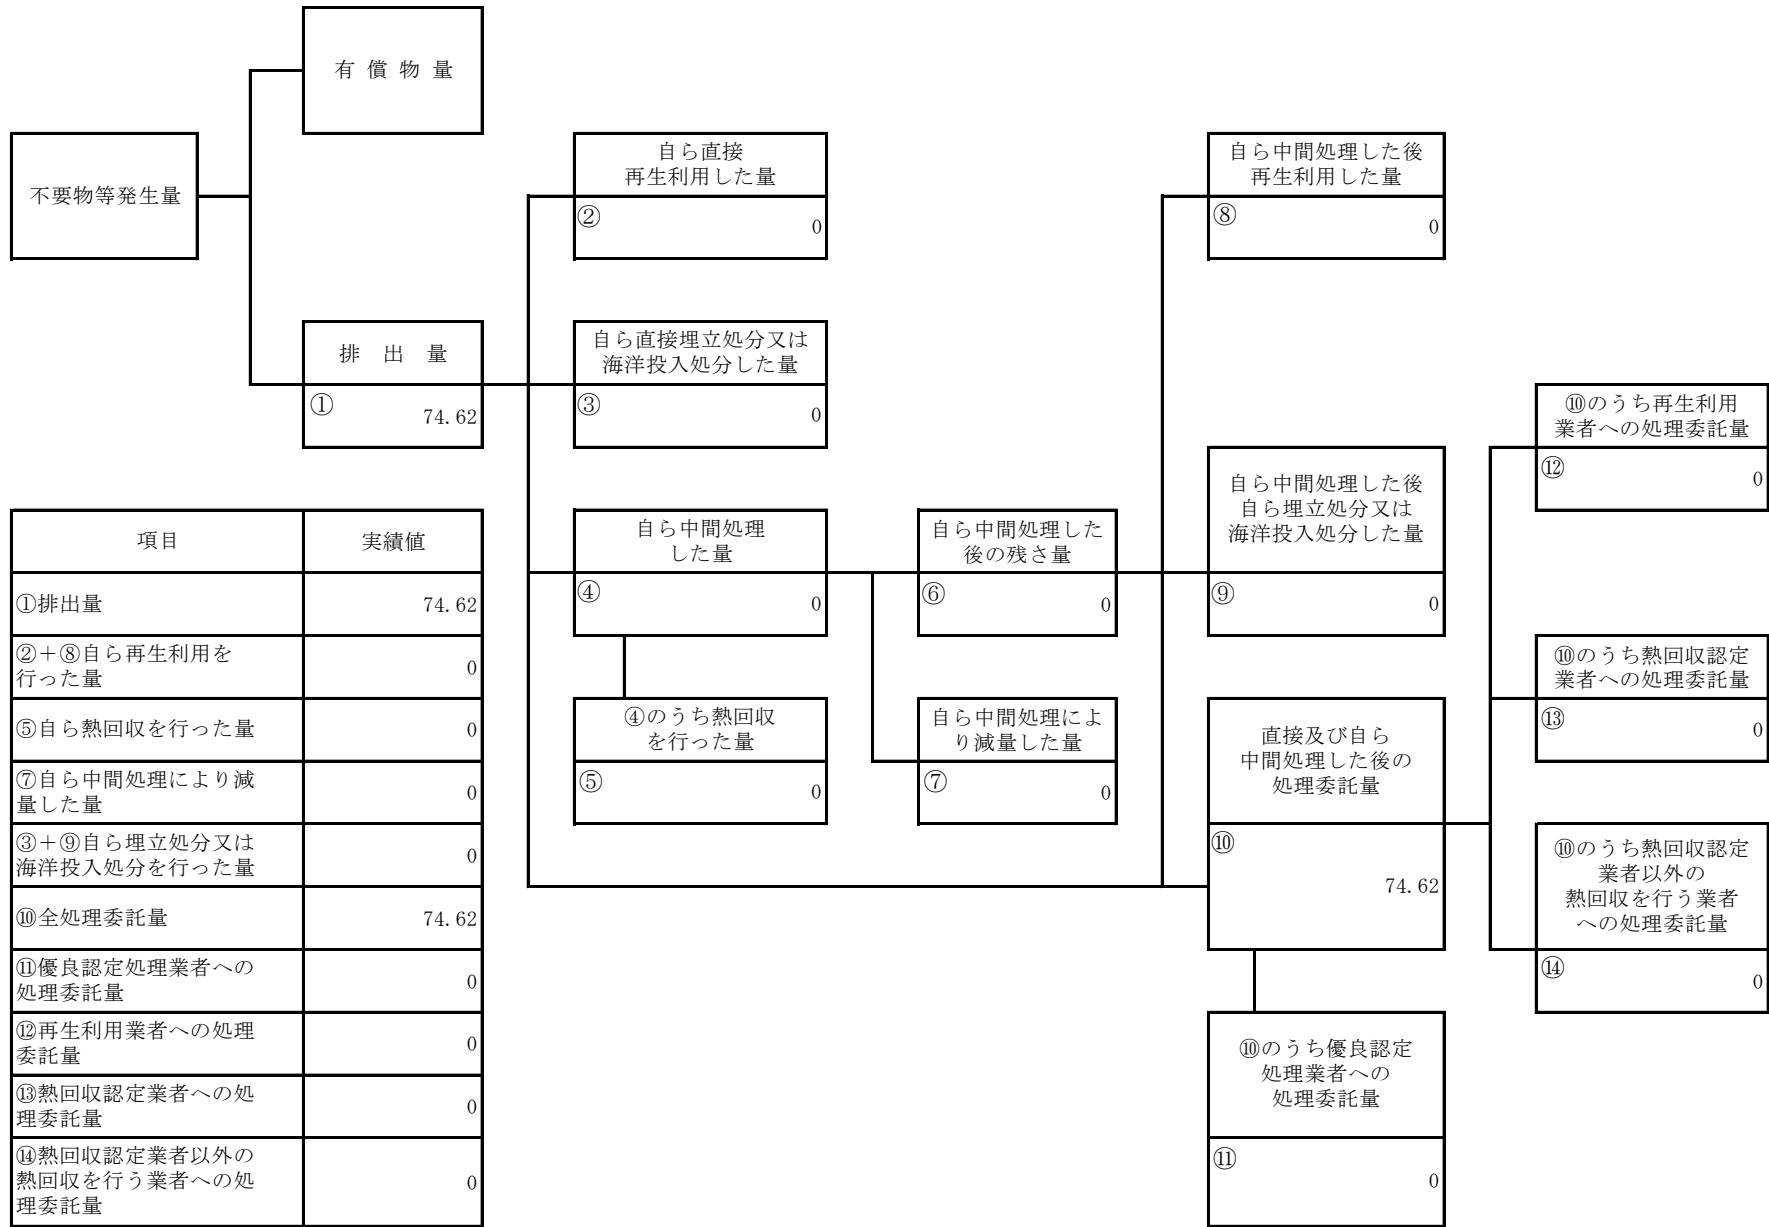 有償物量
不要物等発生量
排出量
① 74.62
自ら直接
再生利用した量
② 0
自ら直接埋立処分又は
海洋投入処分した量
③ 0
自ら中間処理
した量
④ 0
④のうち熱回収
を行った量
⑤ 0
自ら中間処理した
後の残さ量
⑥ 0
自ら中間処理によ
り減量した量
⑦ 0
自ら中間処理した後
再生利用した量
⑧ 0
自ら中間処理した後
自ら埋立処分又は
海洋投入処分した量
⑨ 0
直接及び自ら
中間処理した後の
処理委託量
⑩
74.62
⑩のうち優良認定
処理業者への
処理委託量
⑪ 0
⑩のうち再生利用
業者への処理委託量
⑫ 0
⑩のうち熱回収認定
業者への処理委託量
⑬ 0
⑩のうち熱回収認定
業者以外の
熱回収を行う業者
への処理委託量
⑭ 0
項目 実績値
①排出量 74.62
②+⑧自ら再生利用を
行った量 0
⑤自ら熱回収を行った量 0
⑦自ら中間処理により減
量した量 0
③+⑨自ら埋立処分又は
海洋投入処分を行った量 0
⑩全処理委託量 74.62
⑪優良認定処理業者への
処理委託量 0
⑫再生利用業者への処理
委託量 0
⑬熱回収認定業者への処
理委託量 0
⑭熱回収認定業者以外の
熱回収を行う業者への処 0
理委託量